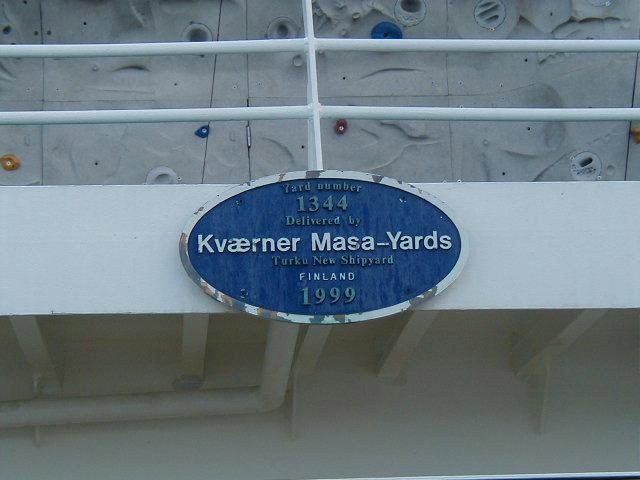 Yard number
1344
Delivered by
Kværner Masa-Yards
Turku New Shipyard
FINLAND
1999